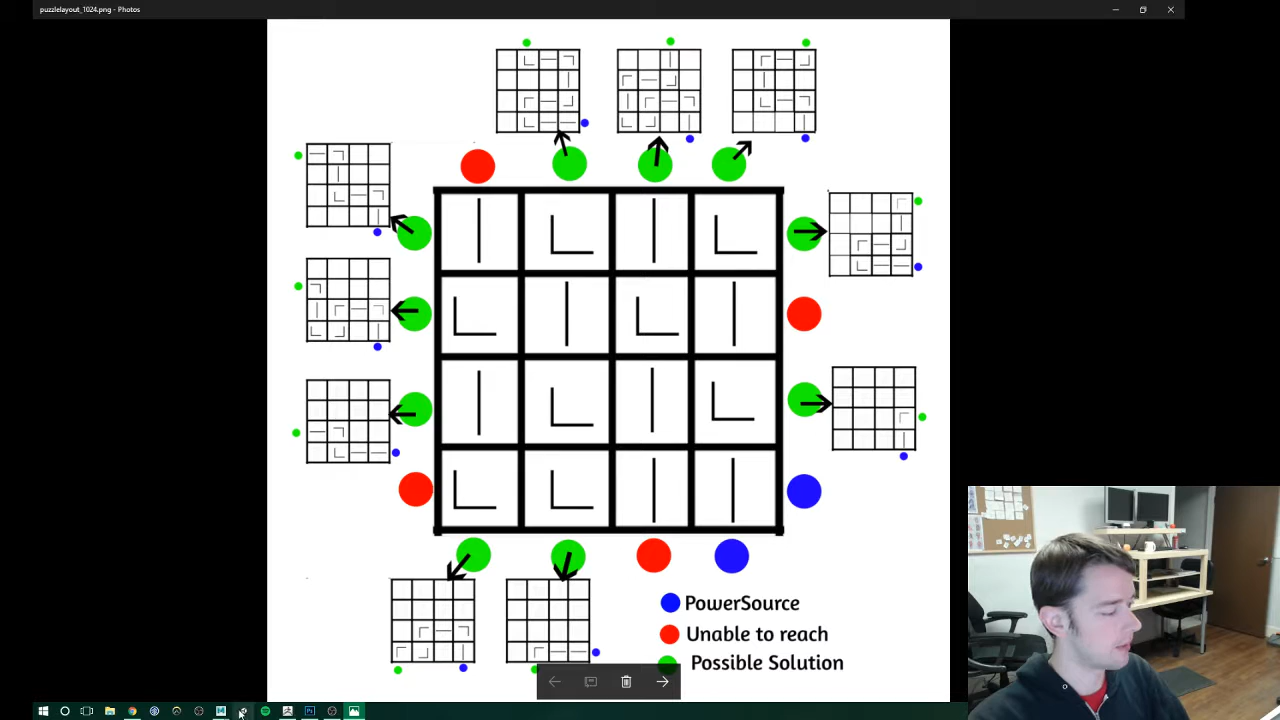 puzzlelayout_1024.png - Photos
PowerSource
Unable to reach
Possible Solution